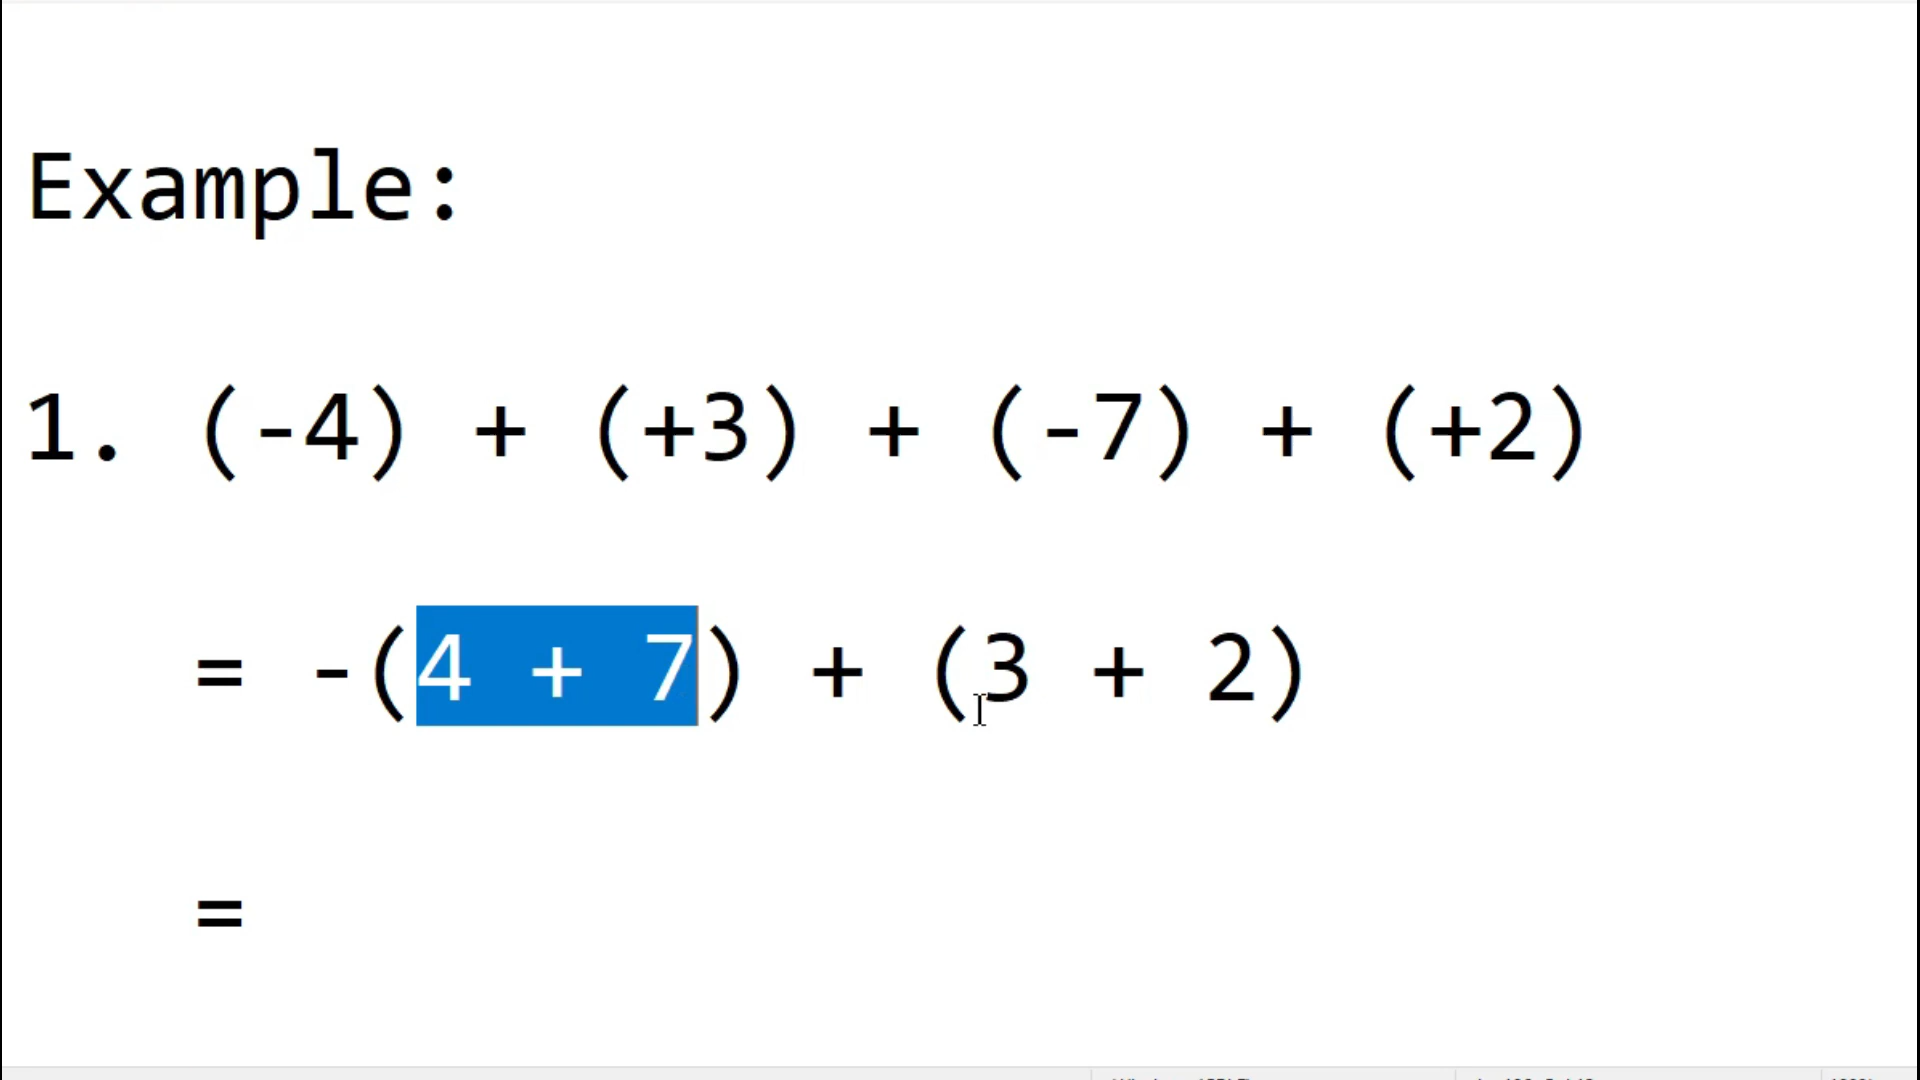 Example:
1. (-4) + (+3) + (-7) + (+2)
= -(4 + 7) + (3 + 2)
=